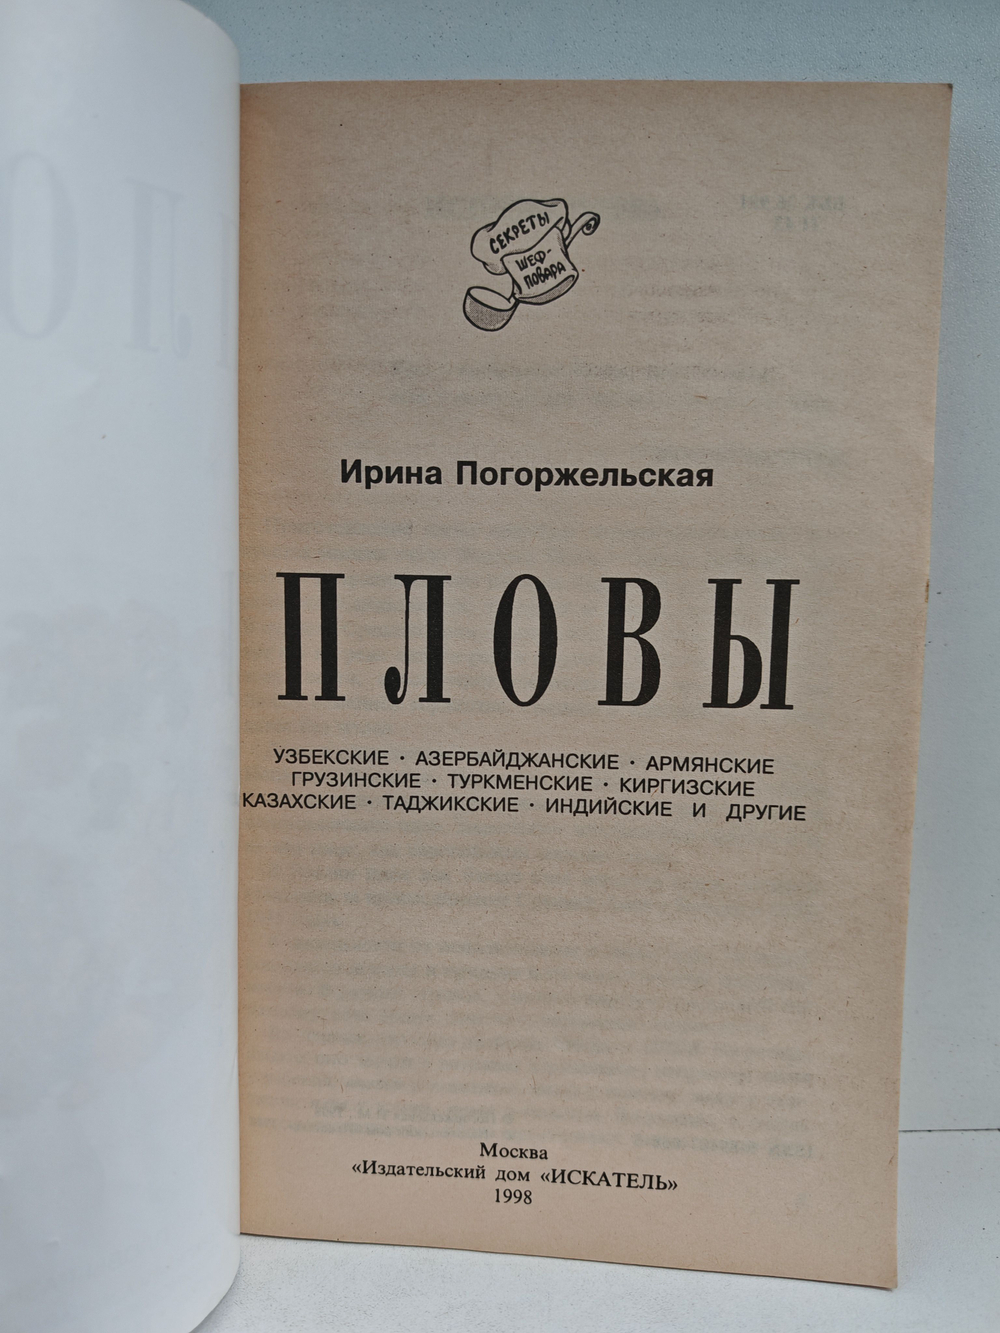 СЕКРЕТЫ
ШЕФ-
ПОВАРА
Ирина Погоржельская
ПЛОВЫ
УЗБЕКСКИЕ · АЗЕРБАЙДЖАНСКИЕ · АРМЯНСКИЕ
ГРУЗИНСКИЕ · ТУРКМЕНСКИЕ · КИРГИЗСКИЕ
КАЗАХСКИЕ · ТАДЖИКСКИЕ · ИНДИЙСКИЕ И ДРУГИЕ
Москва
«Издательский дом «ИСКАТЕЛЬ»
1998